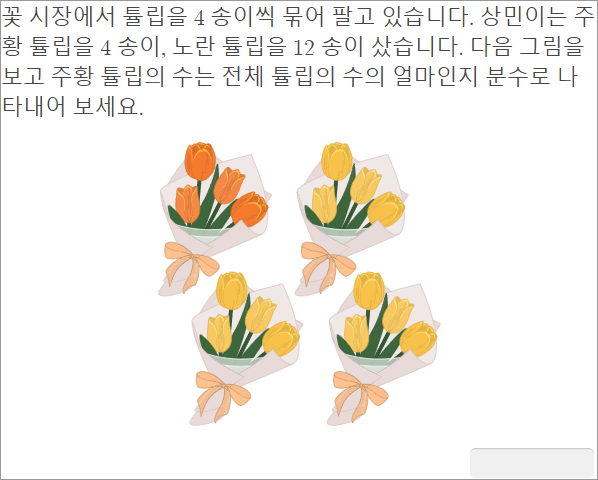 꽃 시장에서 튤립을 4 송이씩 묶어 팔고 있습니다. 상민이는 주
황 튤립을 4 송이, 노란 튤립을 12 송이 샀습니다. 다음 그림을
보고 주황 튤립의 수는 전체 튤립의 수의 얼마인지 분수로 나
타내어 보세요.